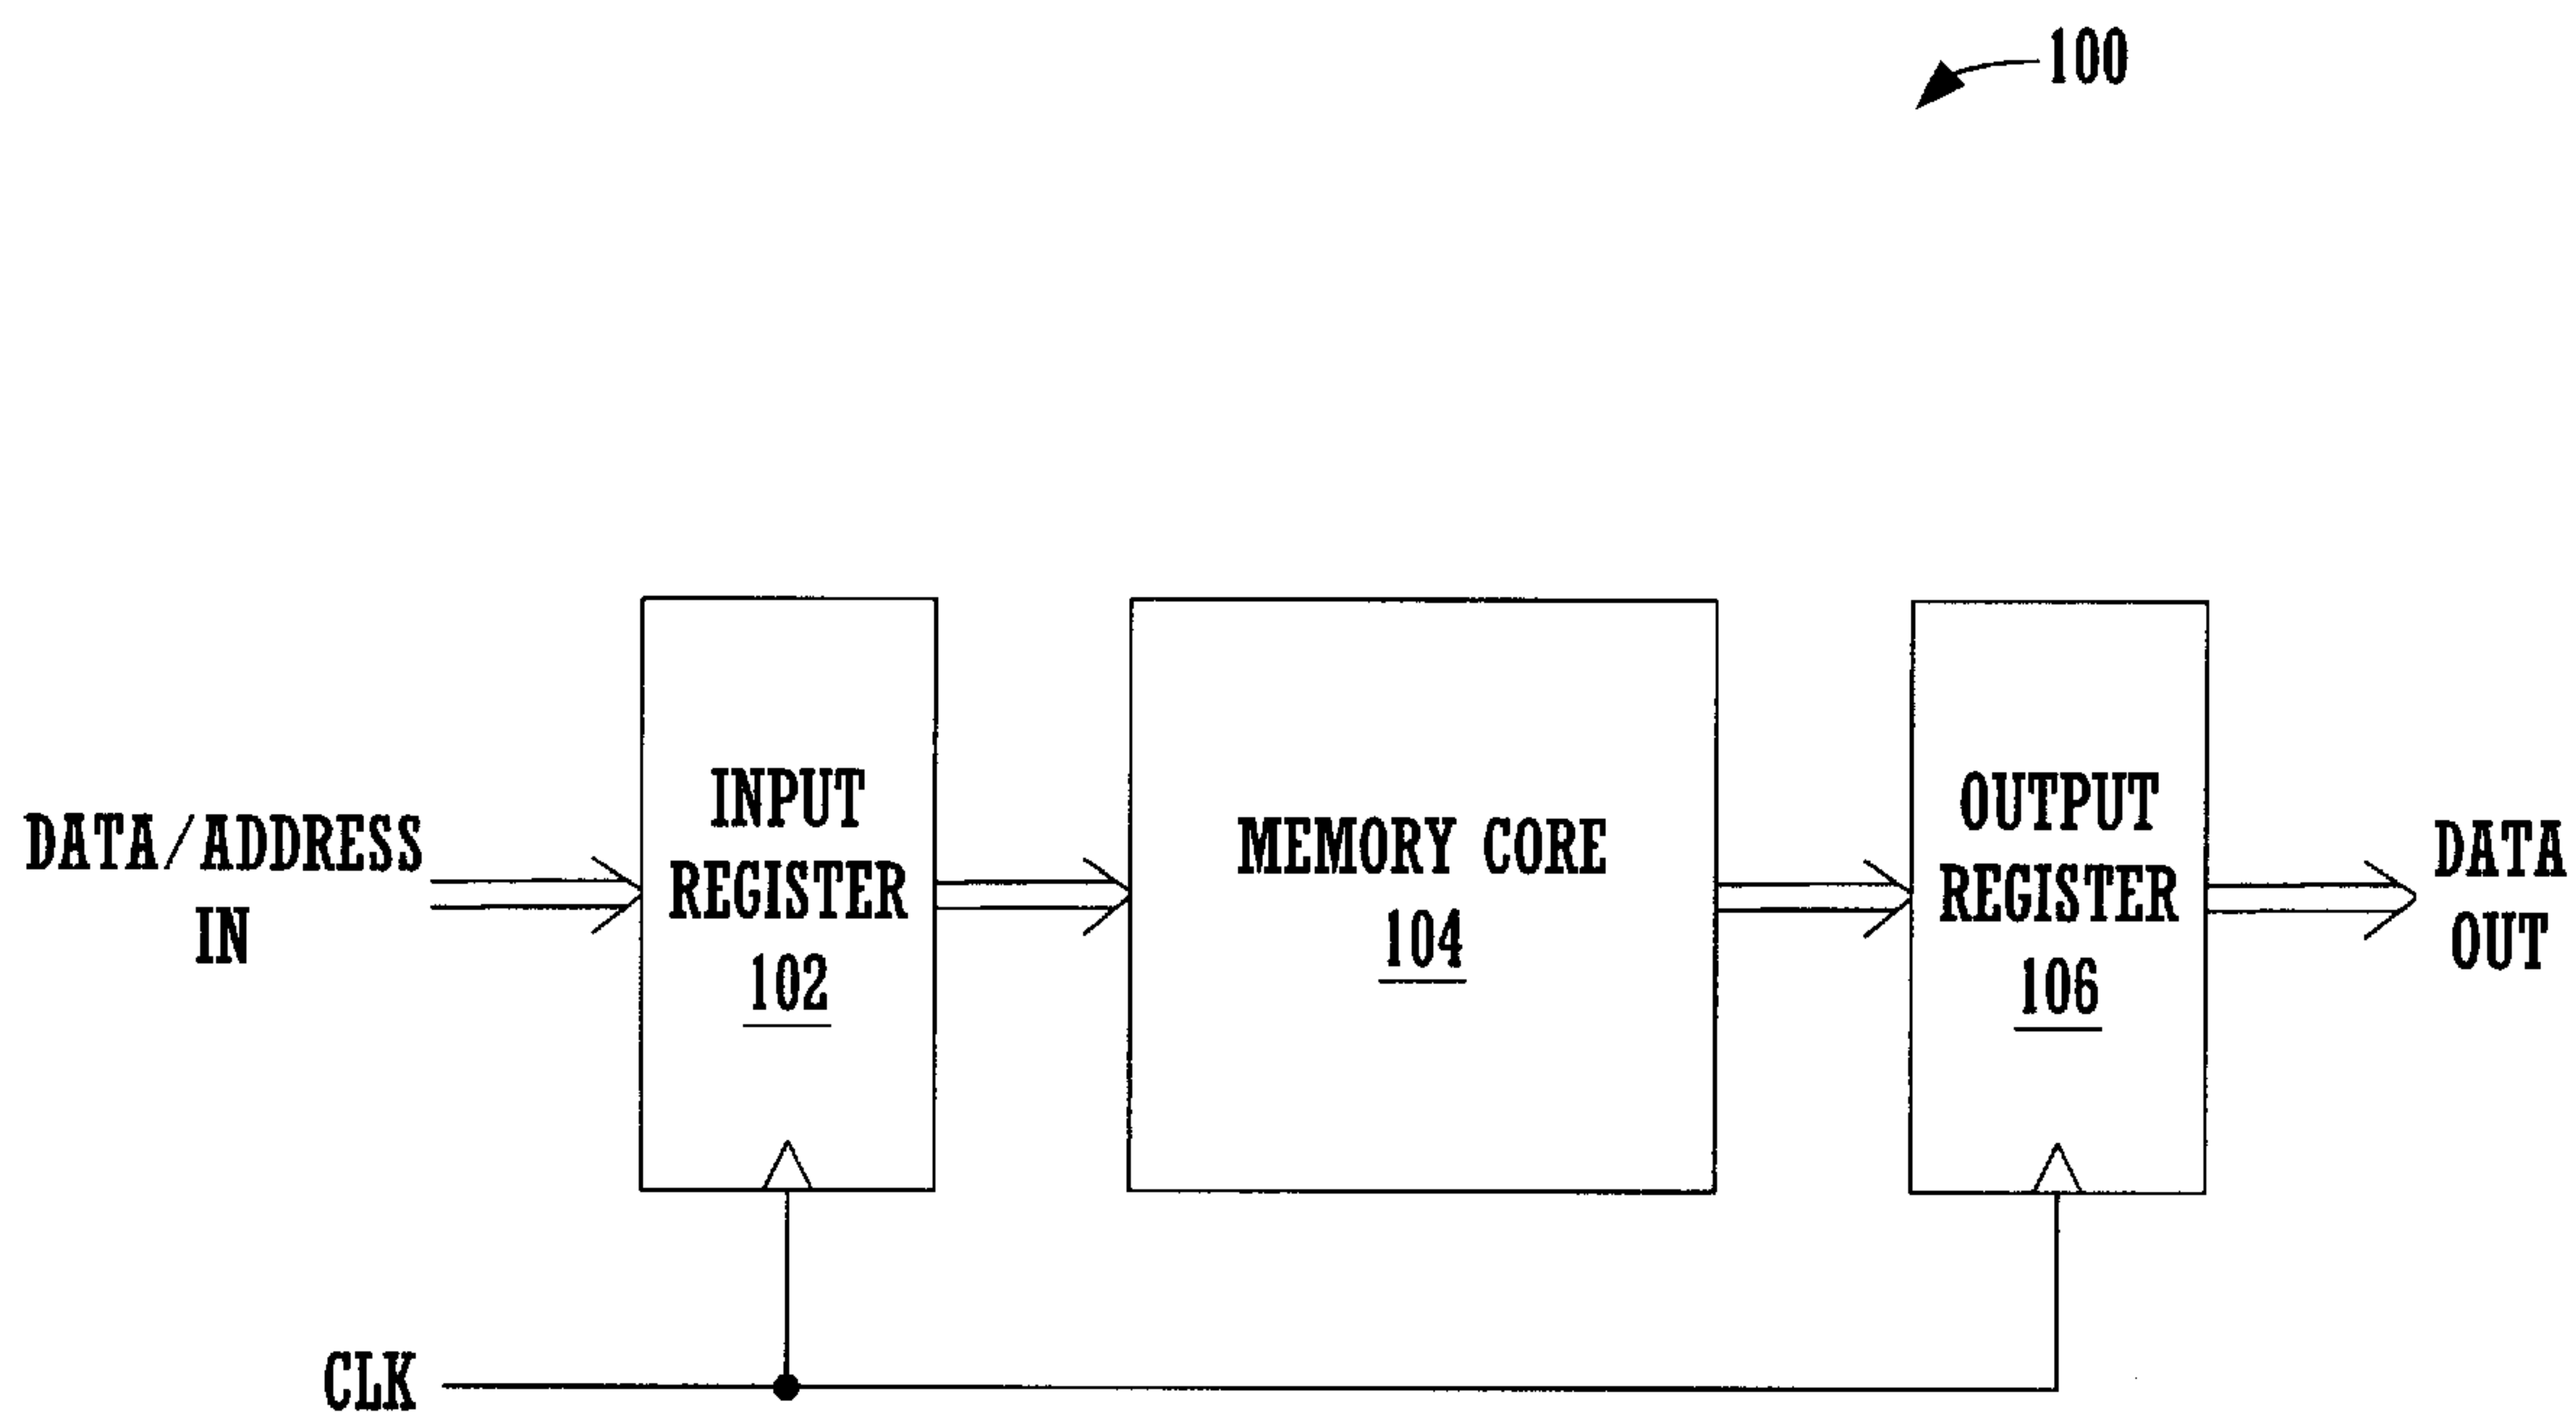 100
DATA/ADDRESS
IN
INPUT
REGISTER
102
MEMORY CORE
104
OUTPUT
REGISTER
106
DATA
OUT
CLK